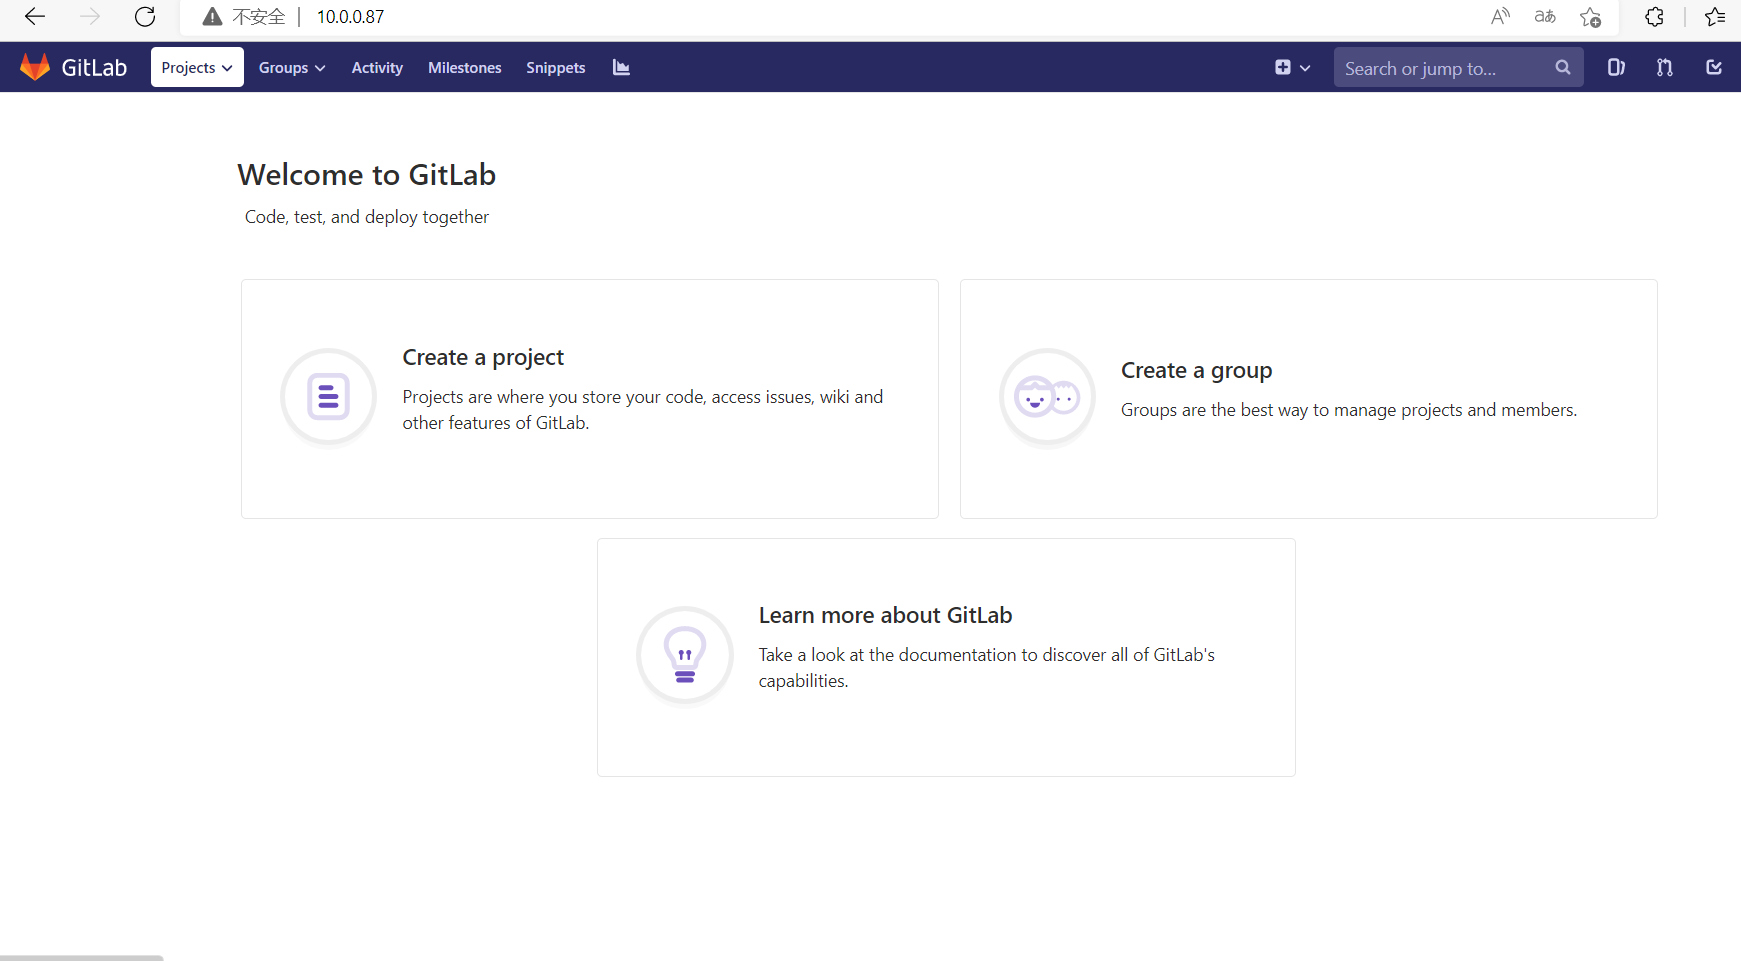 不安全 | 10.0.0.87
GitLab Projects Groups Activity Milestones Snippets Search or jump to...
Welcome to GitLab
Code, test, and deploy together
Create a project
Projects are where you store your code, access issues, wiki and
other features of GitLab.
Create a group
Groups are the best way to manage projects and members.
Learn more about GitLab
Take a look at the documentation to discover all of GitLab's
capabilities.